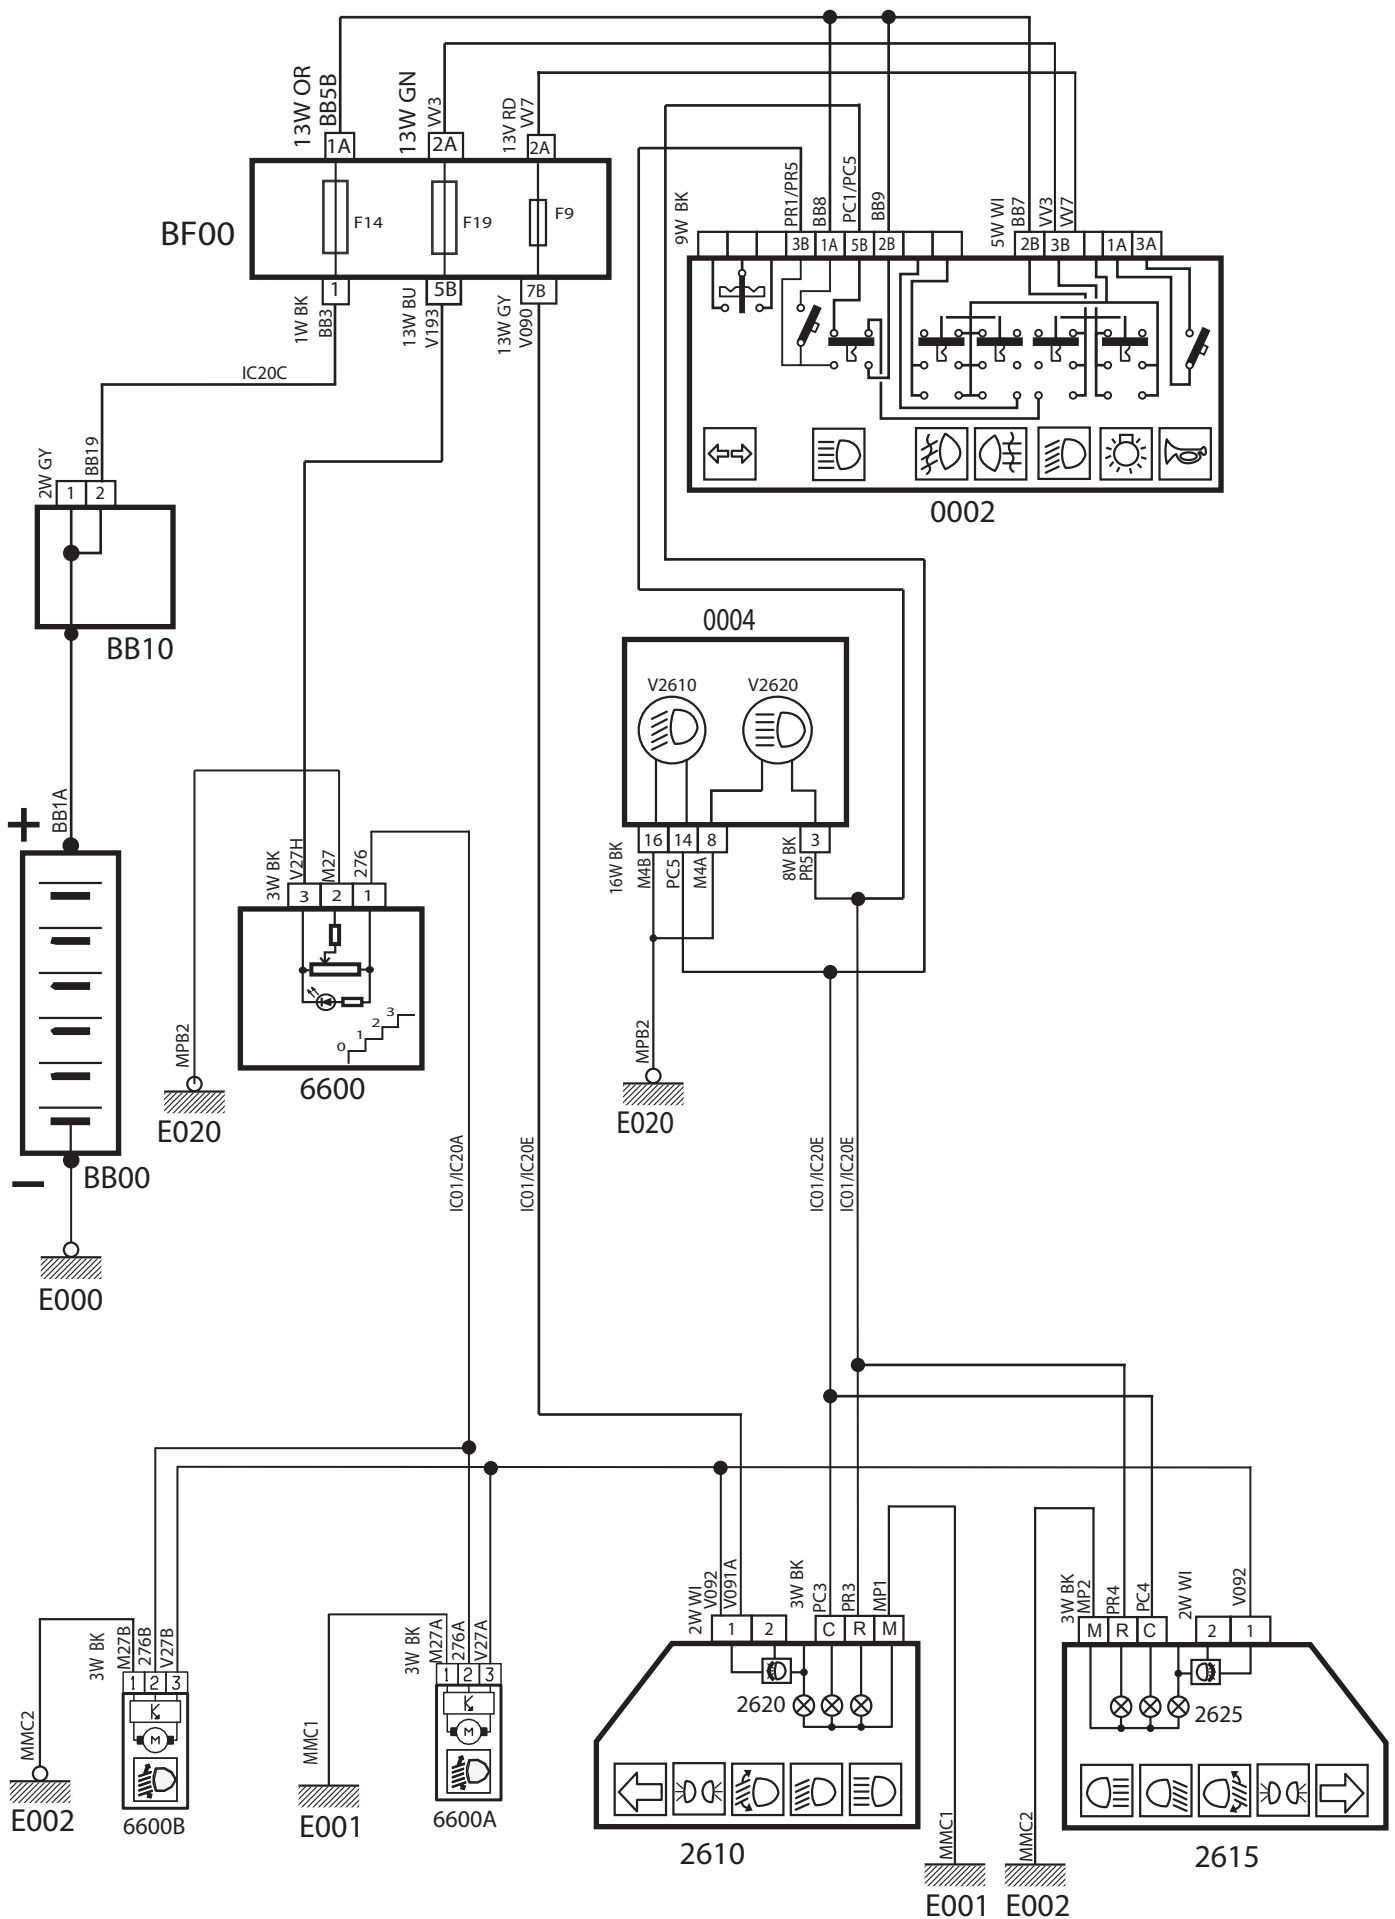 13W OR
BB5B
13W GN
VV3
13V RD
VV7
1A
2A
2A
BF00
F14
F19
F9
1
5B
7B
1W BK
BB3
13W BU
V193
13W GY
V090
IC20C
9W BK
PR1/PR5
BB8
PC1/PC5
BB9
5W WI
BB7
VV3
VV7
3B
1A
5B
2B
2B
3B
1A
3A
0002
2W GY
BB19
1
2
BB10
BB1A
+
−
BB00
E000
0004
V2610
V2620
16
14
8
3
16W BK
M4B
PC5
M4A
8W BK
PR5
MPB2
E020
3W BK
V27H
M27
276
3
2
1
0
1
2
3
6600
MPB2
E020
IC01/IC20A
IC01/IC20E
IC01/IC20E
IC01/IC20E
3W BK
M27B
276B
V27B
1
2
3
K
M
6600B
MMC2
E002
3W BK
M27A
276A
V27A
1
2
3
K
M
6600A
MMC1
E001
2W WI
V092
V091A
3W BK
PC3
PR3
MP1
1
2
C
R
M
2620
2610
MMC1
E001
3W BK
MP2
PR4
PC4
2W WI
V092
M
R
C
2
1
2625
2615
MMC2
E002